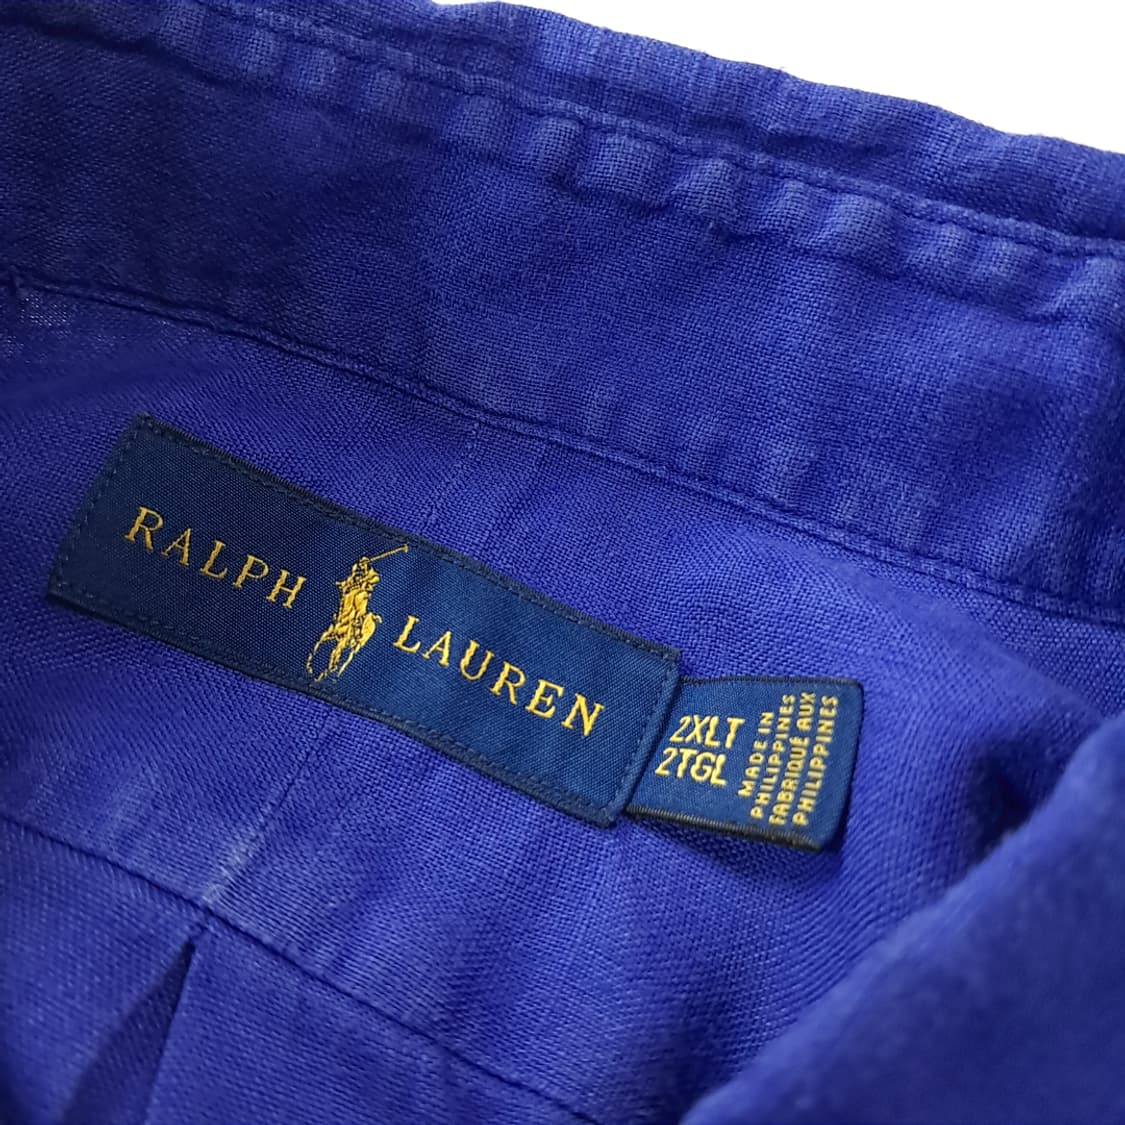 RALPH LAUREN
2XLT
2TGL
MADE IN
PHILIPPINES
FABRIQUÉ AUX
PHILIPPINES